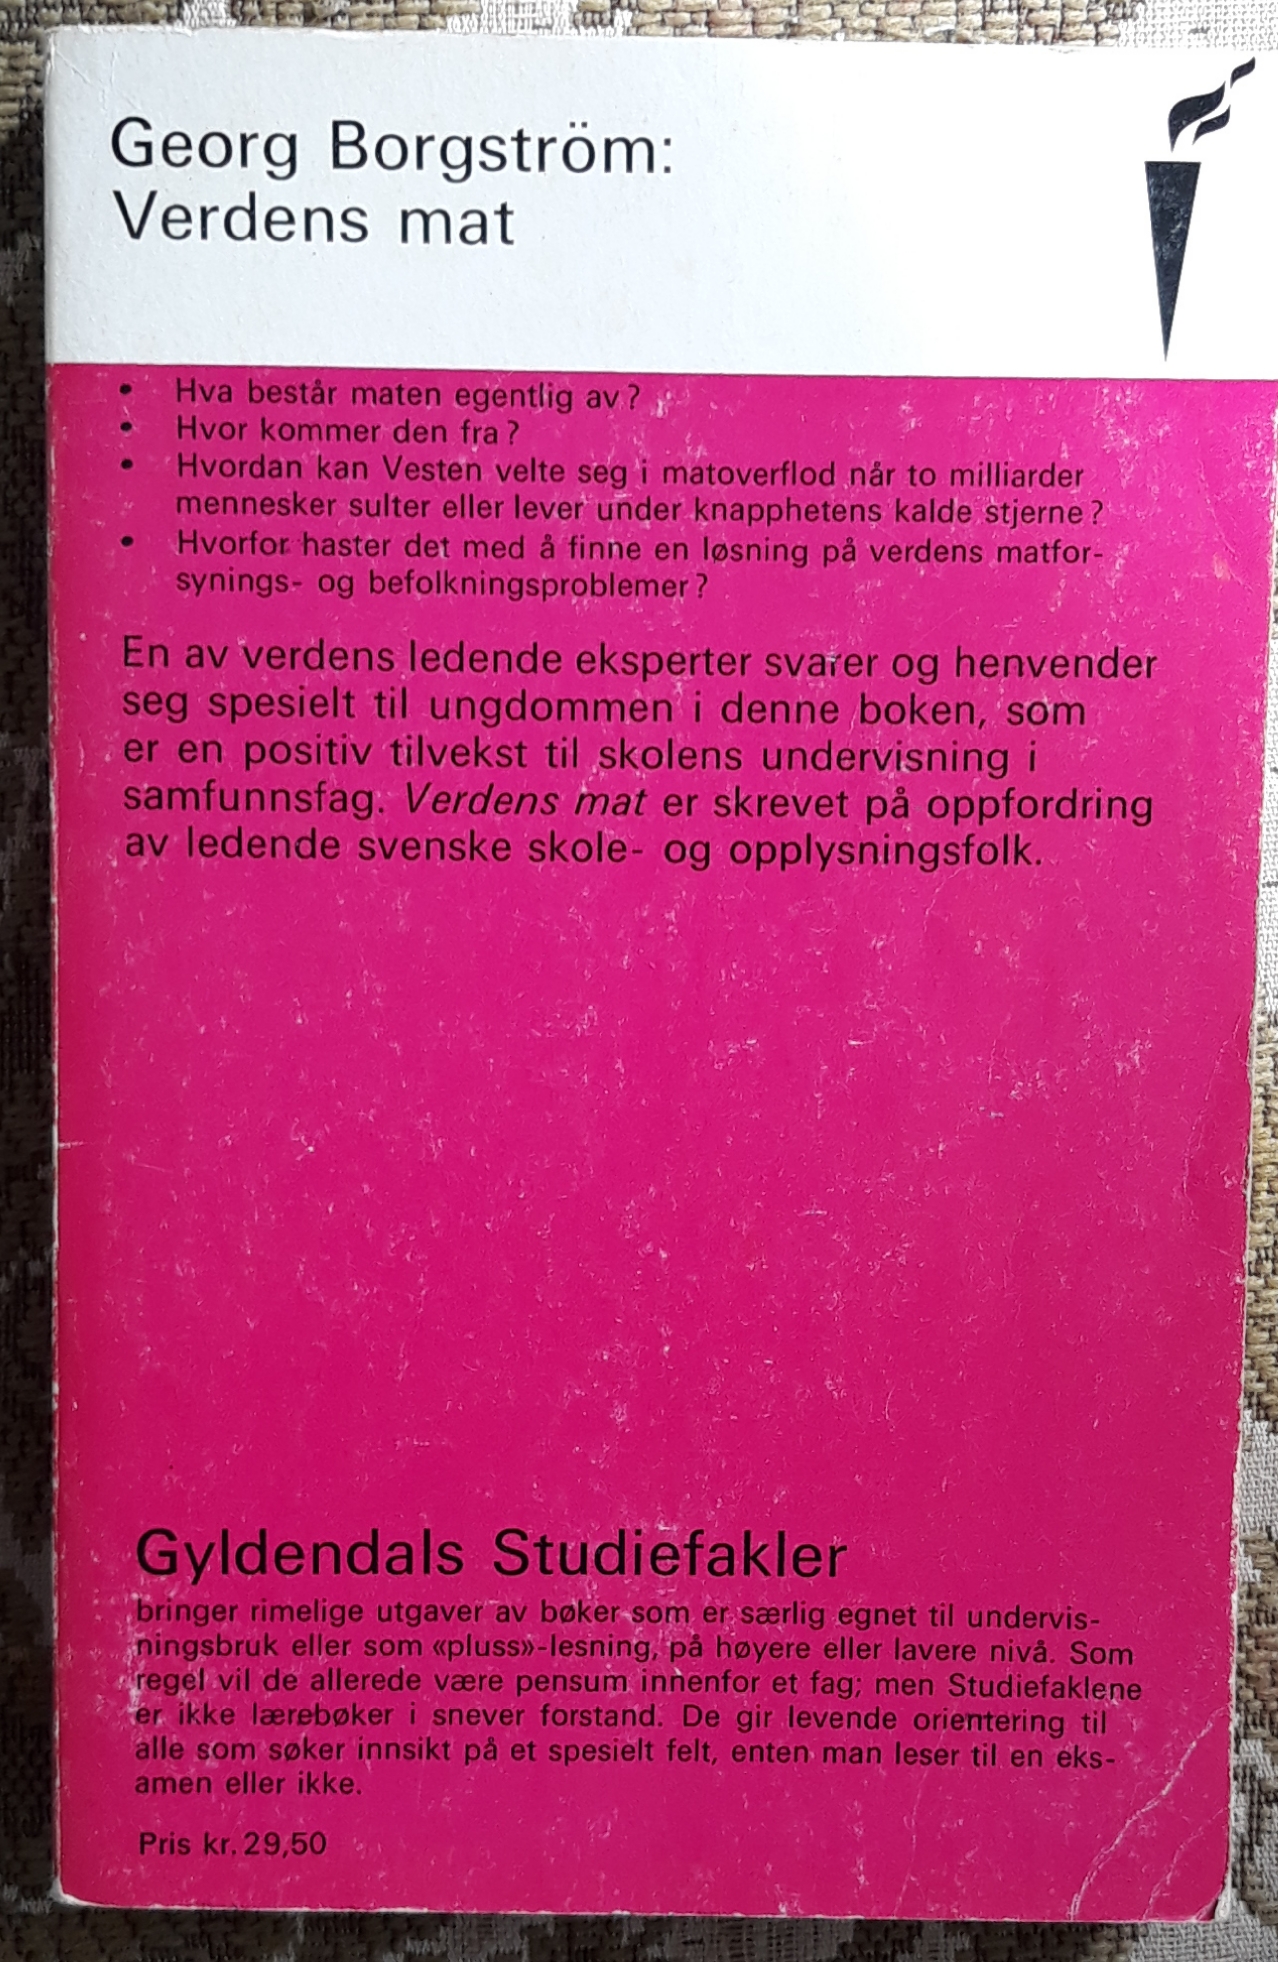 Georg Borgström:
Verdens mat
• Hva består maten egentlig av?
• Hvor kommer den fra?
• Hvordan kan Vesten velte seg i matoverflod når to milliarder
mennesker sulter eller lever under knapphetens kalde stjerne?
• Hvorfor haster det med å finne en løsning på verdens matfor-
synings- og befolkningsproblemer?
En av verdens ledende eksperter svarer og henvender
seg spesielt til ungdommen i denne boken, som
er en positiv tilvekst til skolens undervisning i
samfunnsfag. Verdens mat er skrevet på oppfordring
av ledende svenske skole- og opplysningsfolk.
Gyldendals Studiefakler
bringer rimelige utgaver av bøker som er særlig egnet til undervis-
ningsbruk eller som «pluss»-lesning, på høyere eller lavere nivå. Som
regel vil de allerede være pensum innenfor et fag; men Studiefaklene
er ikke lærebøker i snever forstand. De gir levende orientering til
alle som søker innsikt på et spesielt felt, enten man leser til en eks-
amen eller ikke.
Pris kr. 29,50